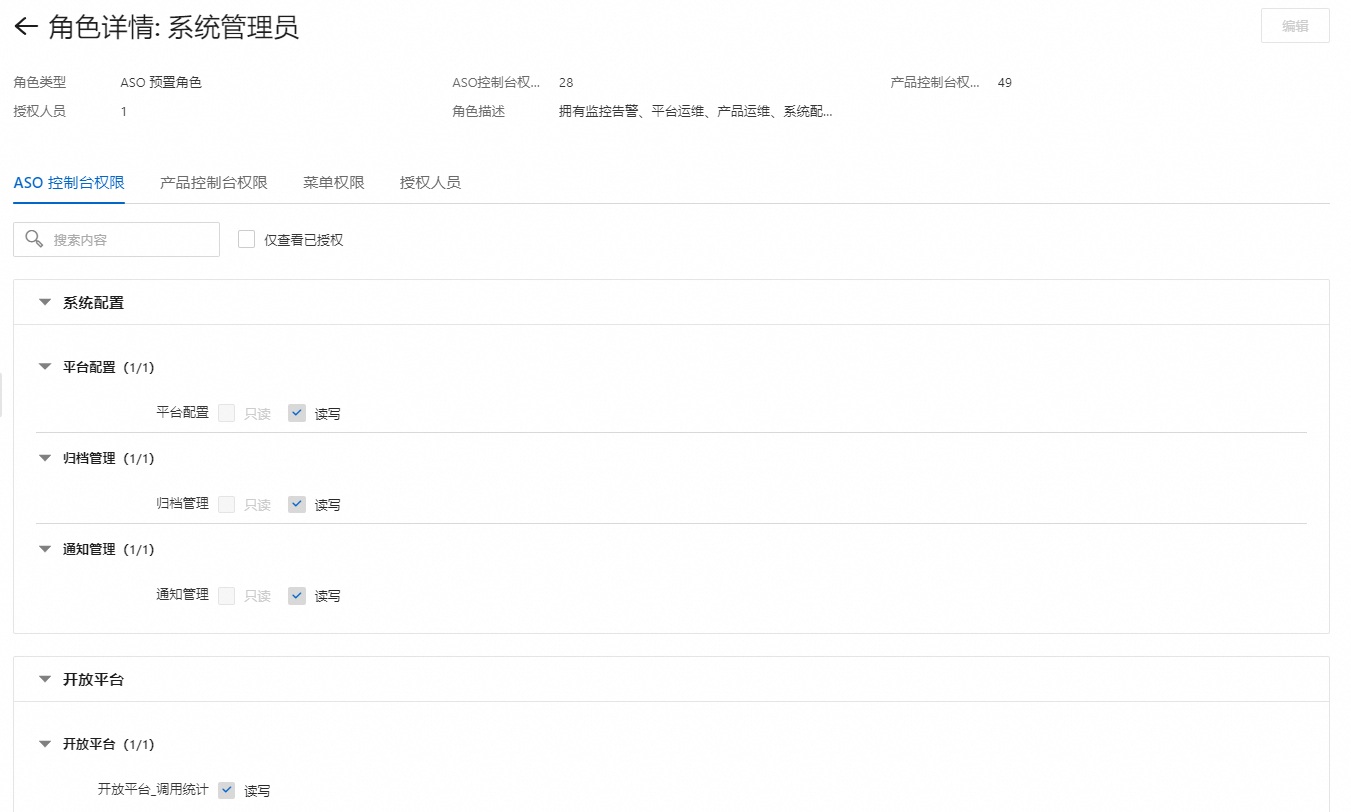 角色详情: 系统管理员
编辑
角色类型 ASO 预置角色 ASO控制台权... 28 产品控制台权... 49
授权人员 1 角色描述 拥有监控告警、平台运维、产品运维、系统配...
ASO 控制台权限 产品控制台权限 菜单权限 授权人员
搜索内容 仅查看已授权
系统配置
平台配置 (1/1)
平台配置 只读 读写
归档管理 (1/1)
归档管理 只读 读写
通知管理 (1/1)
通知管理 只读 读写
开放平台
开放平台 (1/1)
开放平台_调用统计 读写